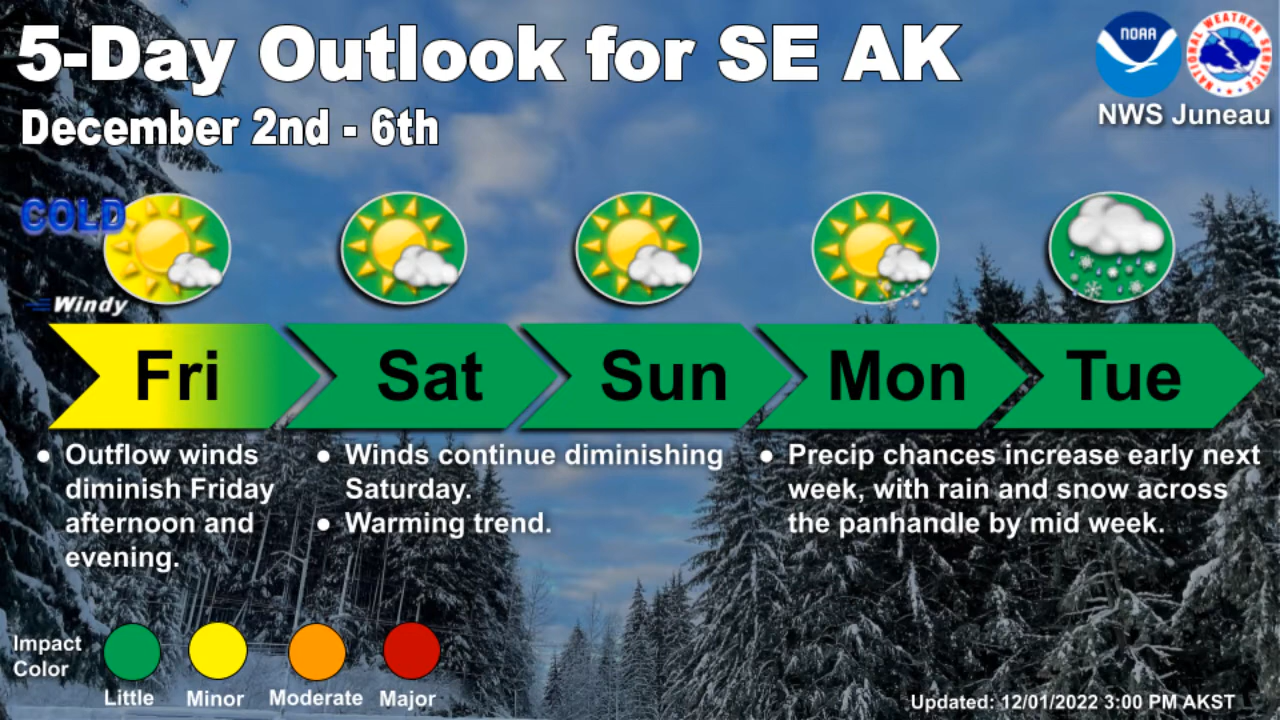 5-Day Outlook for SE AK
December 2nd - 6th
NOAA
NATIONAL WEATHER SERVICE
NWS Juneau
COLD
Windy
Fri
Sat
Sun
Mon
Tue
● Outflow winds
diminish Friday
afternoon and
evening.
● Winds continue diminishing
Saturday.
● Warming trend.
● Precip chances increase early next
week, with rain and snow across
the panhandle by mid week.
Impact
Color
Little
Minor
Moderate
Major
Updated: 12/01/2022 3:00 PM AKST